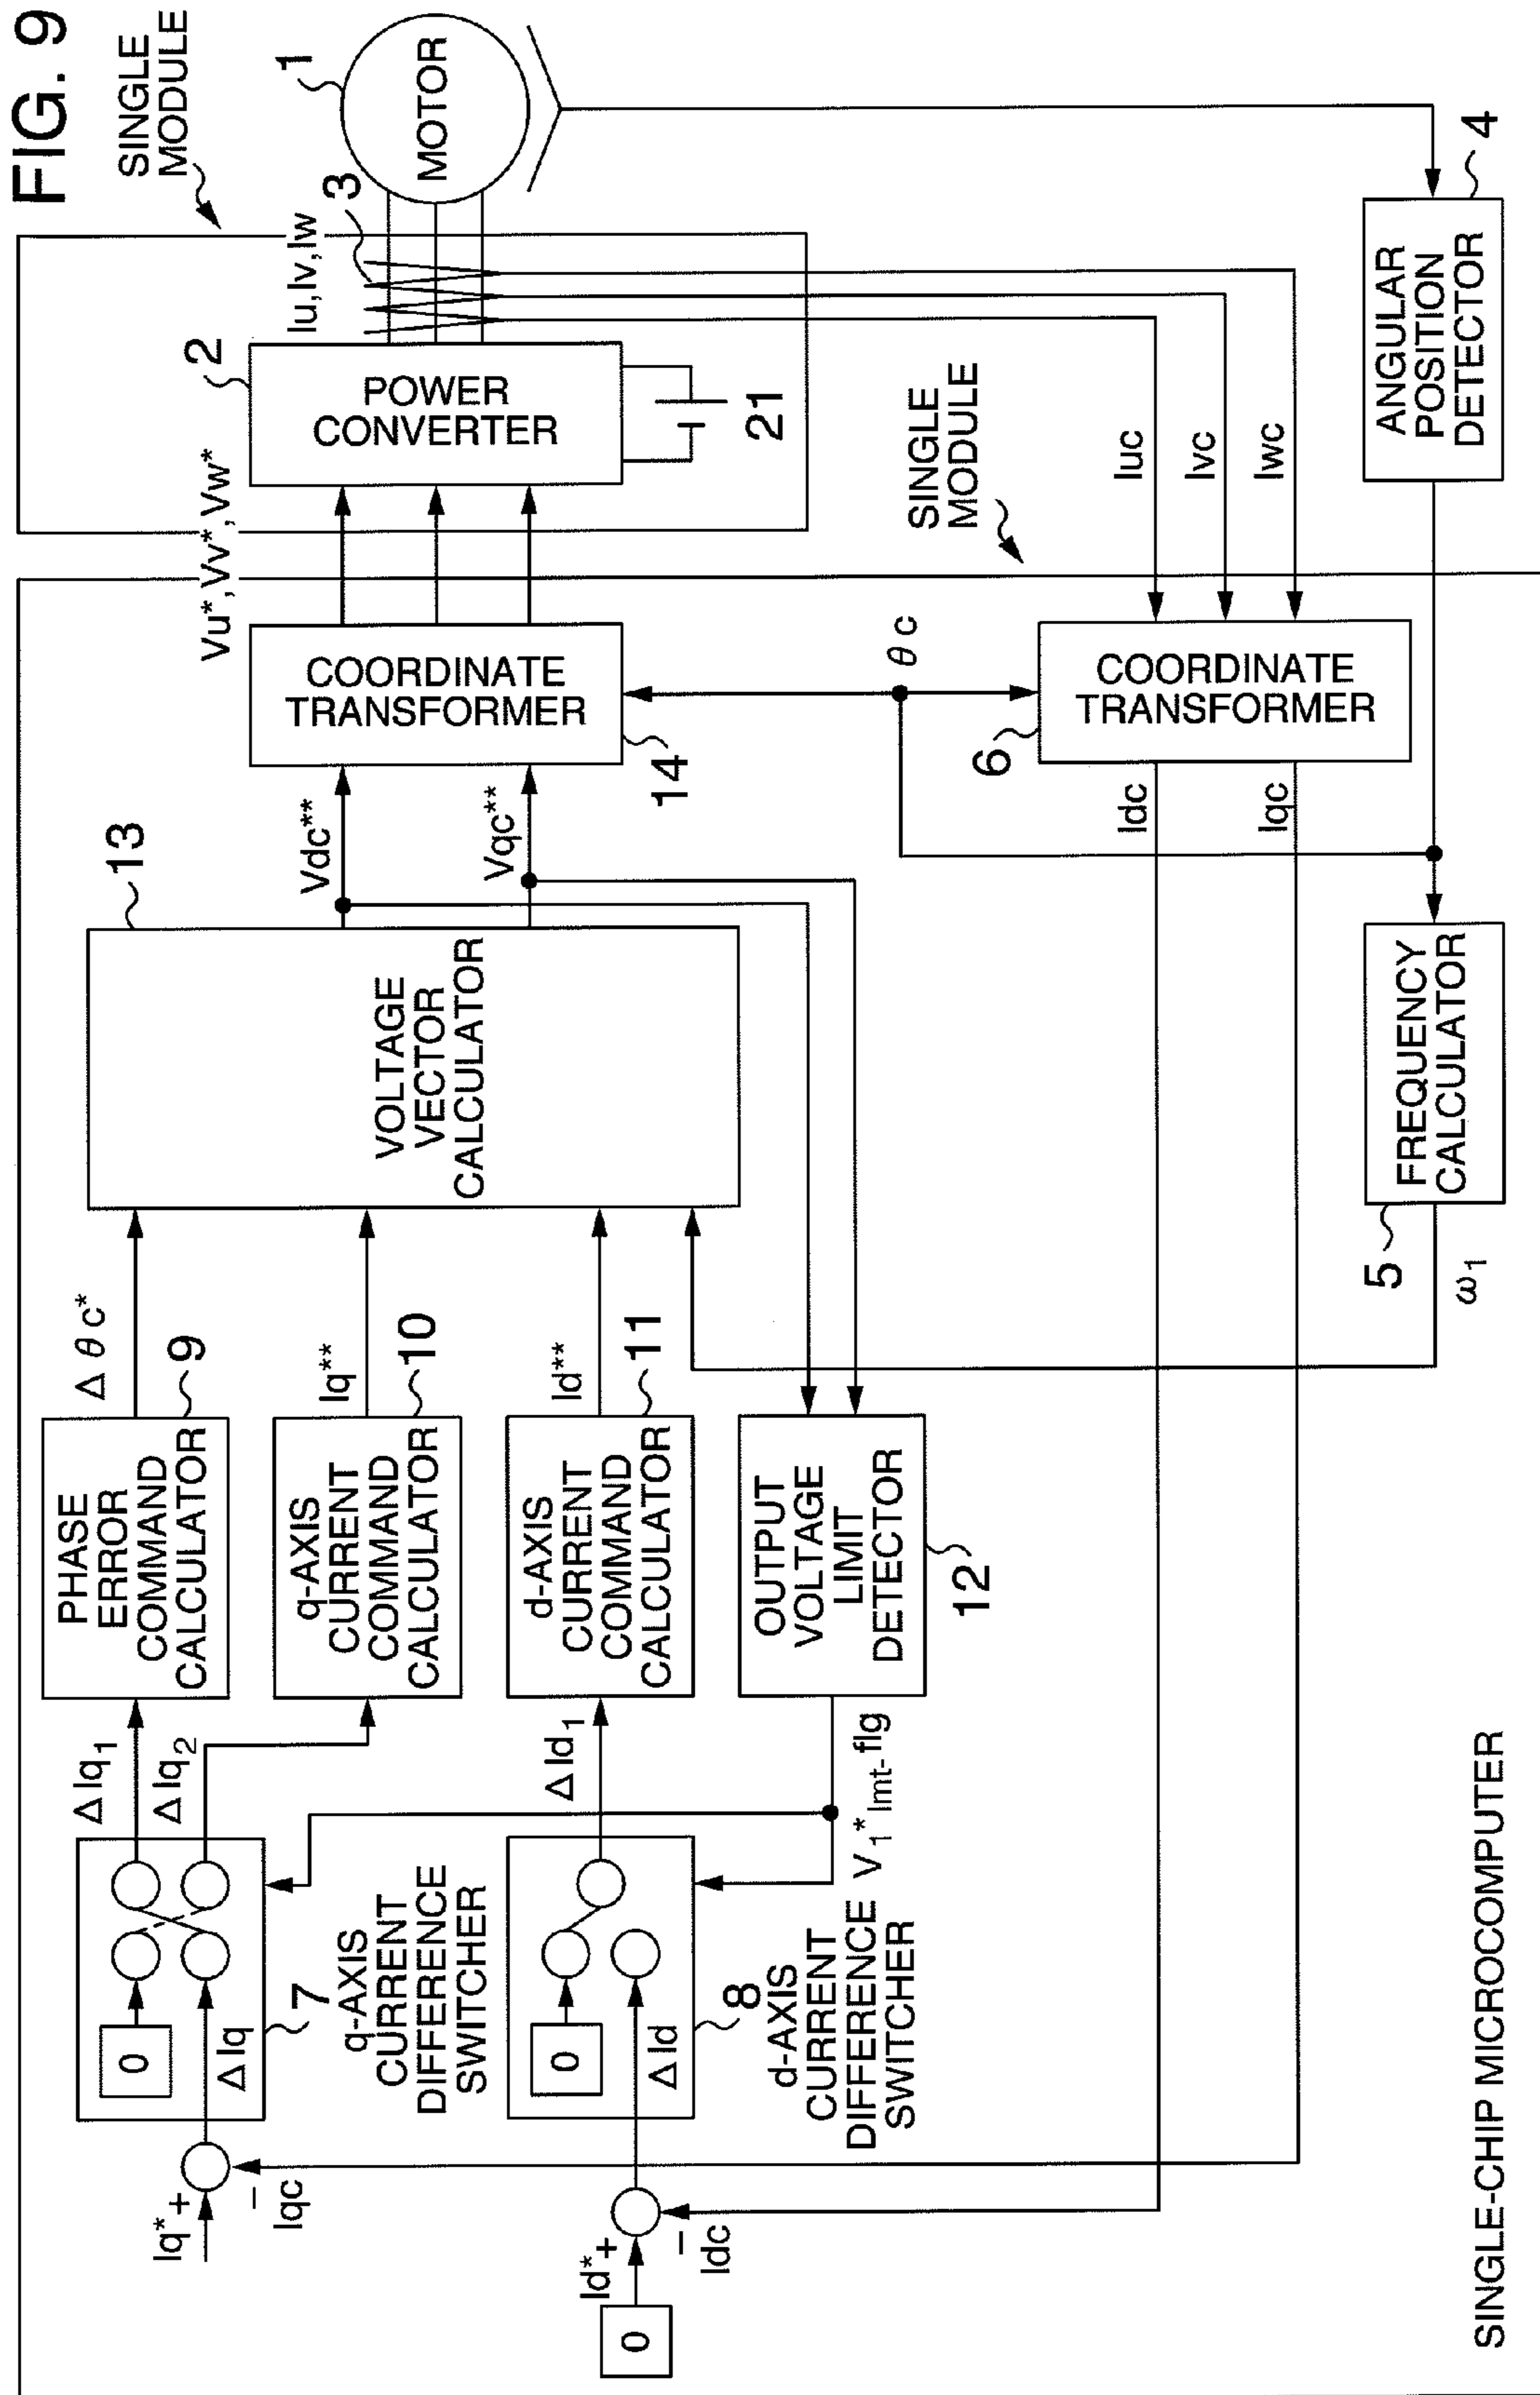 FIG. 9
SINGLE
MODULE
1
MOTOR
3
Iu,Iv,Iw
2
POWER
CONVERTER
21
Vu*,Vv*,Vw*
SINGLE
MODULE
Iuc
Ivc
Iwc
4
ANGULAR
POSITION
DETECTOR
COORDINATE
TRANSFORMER
14
θc
COORDINATE
TRANSFORMER
6
Idc
Iqc
13
Vdc**
Vqc**
VOLTAGE
VECTOR
CALCULATOR
FREQUENCY
CALCULATOR
5
ω1
Δθc*
9
Iq**
10
Id**
11
PHASE
ERROR
COMMAND
CALCULATOR
q-AXIS
CURRENT
COMMAND
CALCULATOR
d-AXIS
CURRENT
COMMAND
CALCULATOR
OUTPUT
VOLTAGE
LIMIT
DETECTOR
12
ΔIq1
ΔIq2
ΔId1
V1*lmt-flg
0
ΔIq
7
q-AXIS
CURRENT
DIFFERENCE
SWITCHER
0
ΔId
8
d-AXIS
CURRENT
DIFFERENCE
SWITCHER
Iq* +
− Iqc
Id* +
− Idc
0
SINGLE-CHIP MICROCOMPUTER